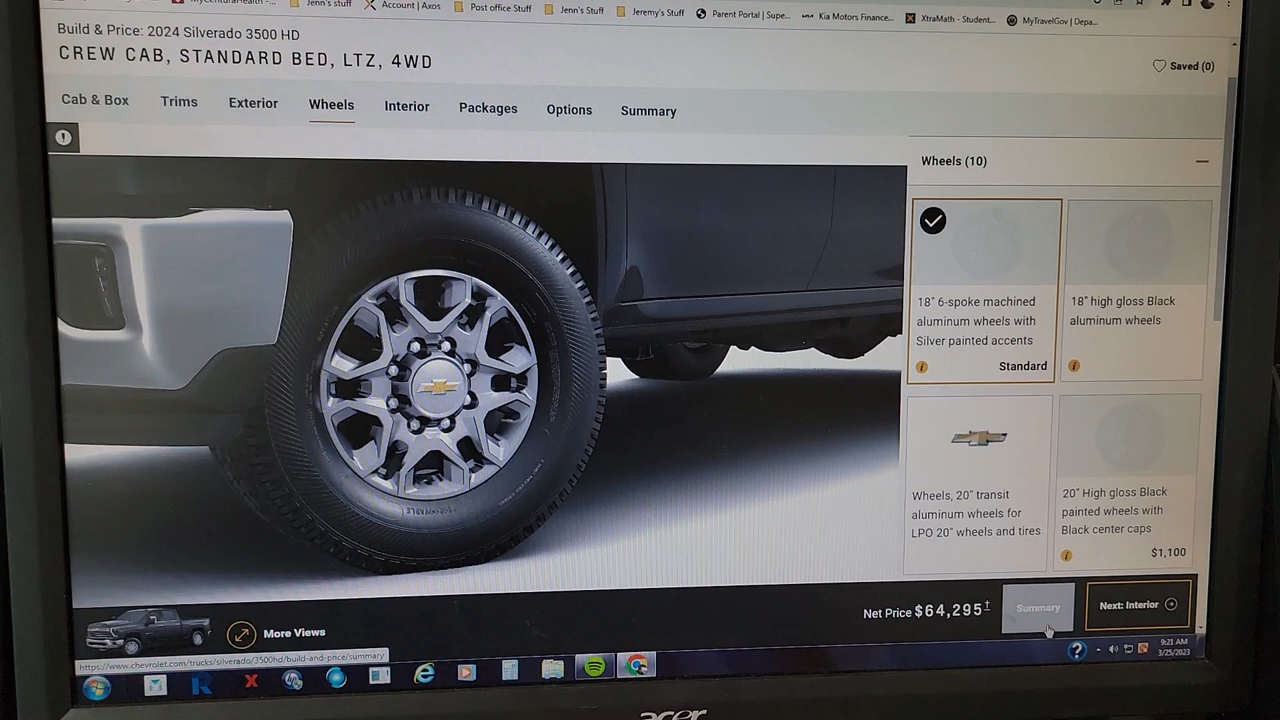 Jenn's stuff
Account | Axos
Post office Stuff
Jenn's Stuff
Jeremy's Stuff
Parent Portal | Supe...
Kia Motors Finance...
XtraMath - Student...
MyTravelGov | Depa...
Build & Price: 2024 Silverado 3500 HD
CREW CAB, STANDARD BED, LTZ, 4WD
Saved (0)
Cab & Box
Trims
Exterior
Wheels
Interior
Packages
Options
Summary
Wheels (10)
18" 6-spoke machined
aluminum wheels with
Silver painted accents
Standard
18" high gloss Black
aluminum wheels
Wheels, 20" transit
aluminum wheels for
LPO 20" wheels and tires
20" High gloss Black
painted wheels with
Black center caps
$1,100
More Views
Net Price $64,295‡
Summary
Next: Interior
https://www.chevrolet.com/trucks/silverado/3500hd/build-and-price/summary
9:21 AM
3/25/2023
acer